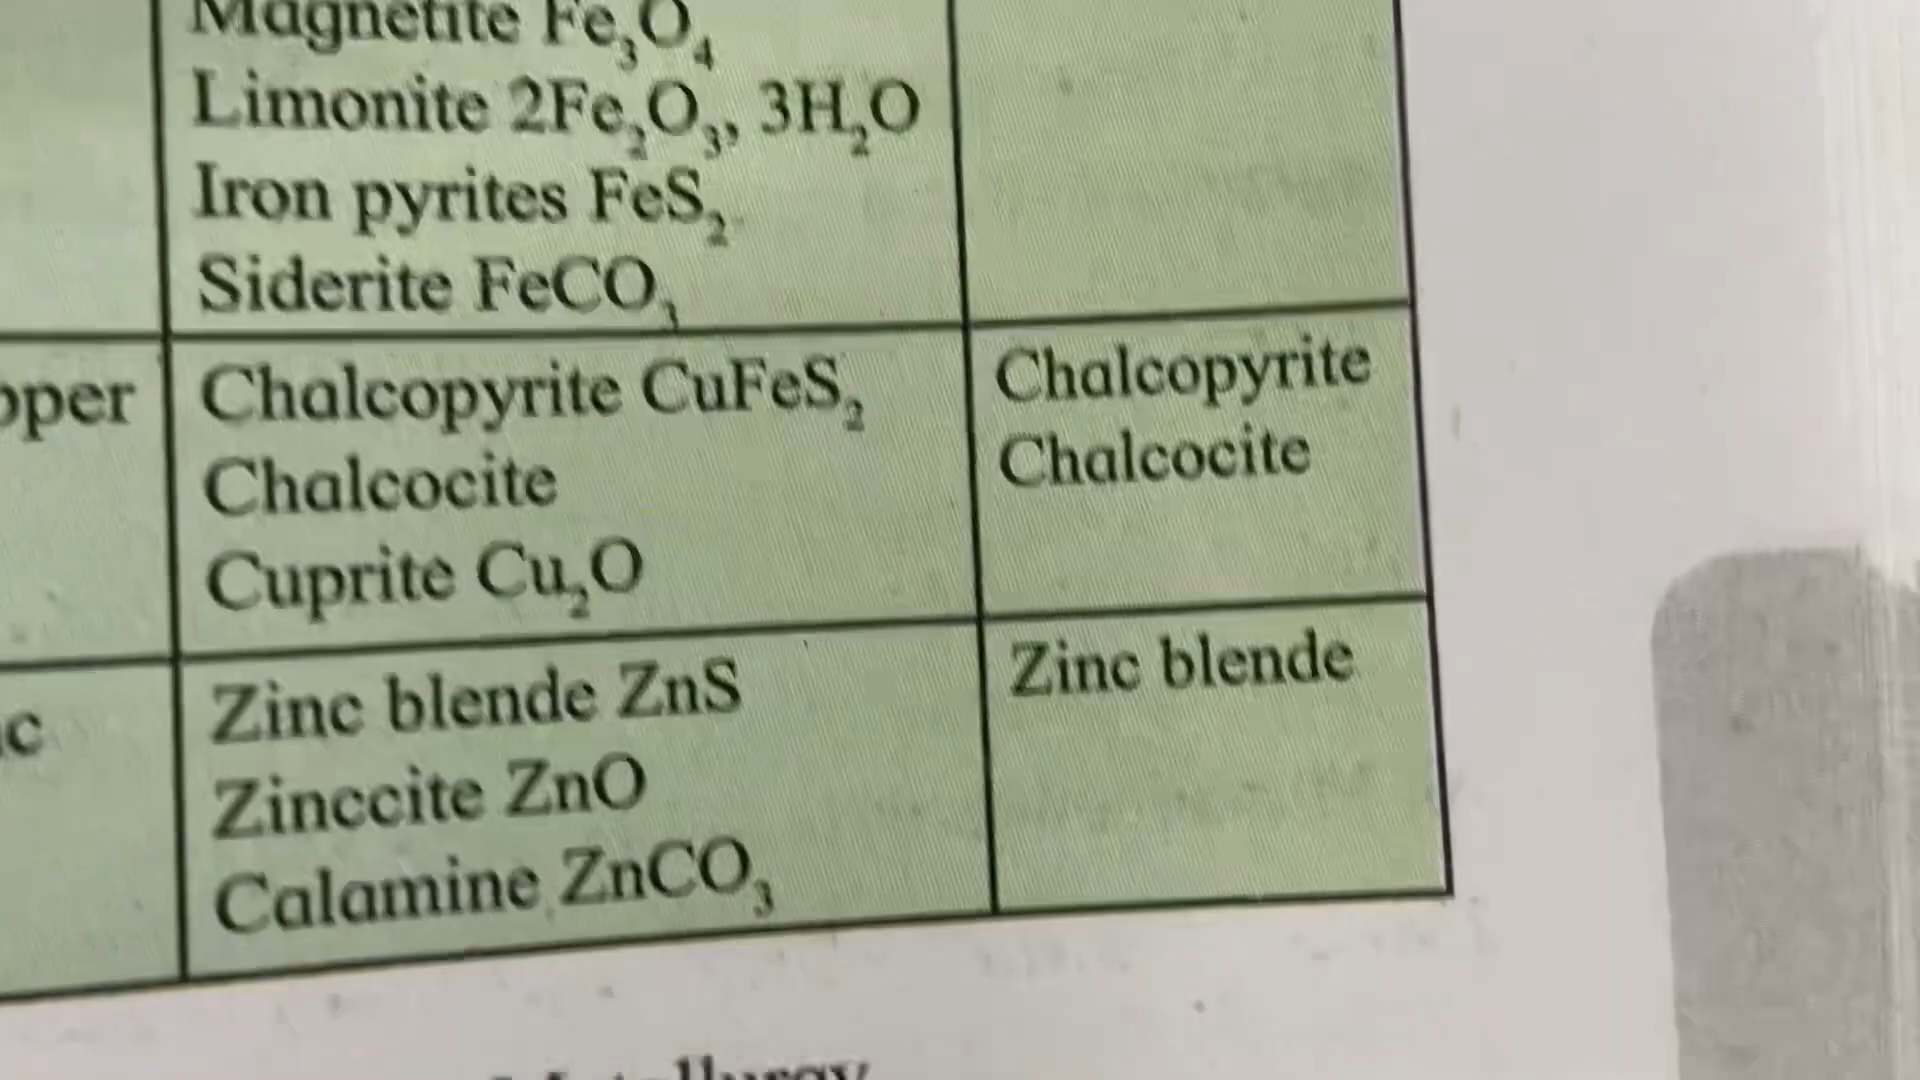 Magnetite Fe₃O₄
Limonite 2Fe₂O₃, 3H₂O
Iron pyrites FeS₂
Siderite FeCO₃
Chalcopyrite CuFeS₂
Chalcocite
Cuprite Cu₂O
Chalcopyrite
Chalcocite
Zinc blende ZnS
Zinccite ZnO
Calamine ZnCO₃
Zinc blende